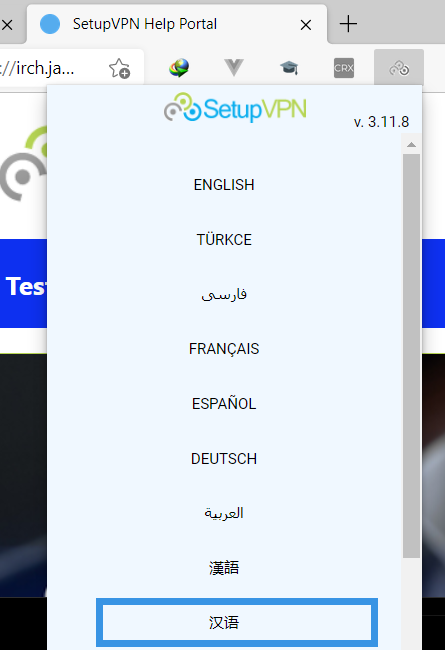 SetupVPN Help Portal
://irch.ja...
CRX
SetupVPN
v. 3.11.8
Test
ENGLISH
TÜRKCE
فارسی
FRANÇAIS
ESPAÑOL
DEUTSCH
العربية
漢語
汉语